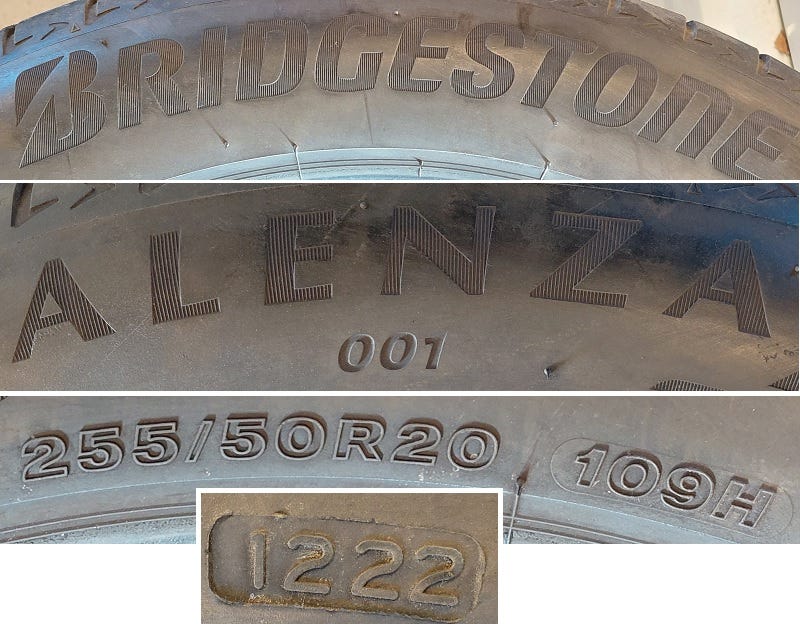 BRIDGESTONE
ALENZA
001
255/50R20 109H
1222